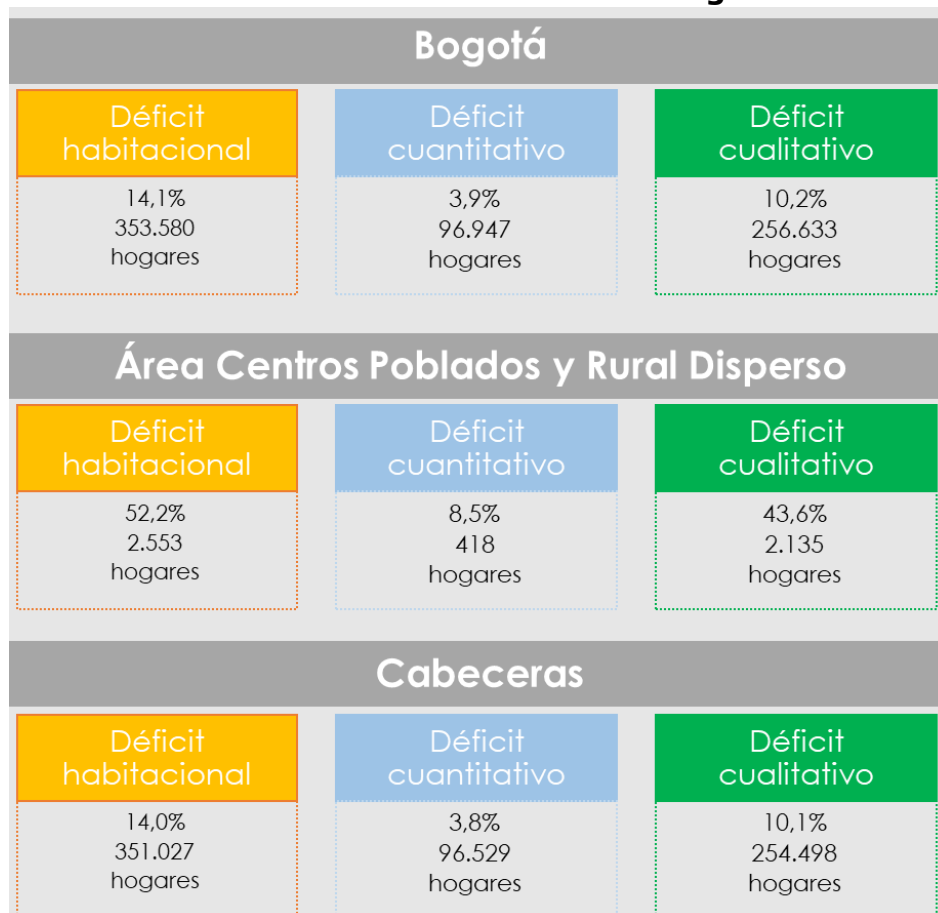 Bogotá
Déficit
habitacional
14,1%
353.580
hogares
Déficit
cuantitativo
3,9%
96.947
hogares
Déficit
cualitativo
10,2%
256.633
hogares
Área Centros Poblados y Rural Disperso
Déficit
habitacional
52,2%
2.553
hogares
Déficit
cuantitativo
8,5%
418
hogares
Déficit
cualitativo
43,6%
2.135
hogares
Cabeceras
Déficit
habitacional
14,0%
351.027
hogares
Déficit
cuantitativo
3,8%
96.529
hogares
Déficit
cualitativo
10,1%
254.498
hogares